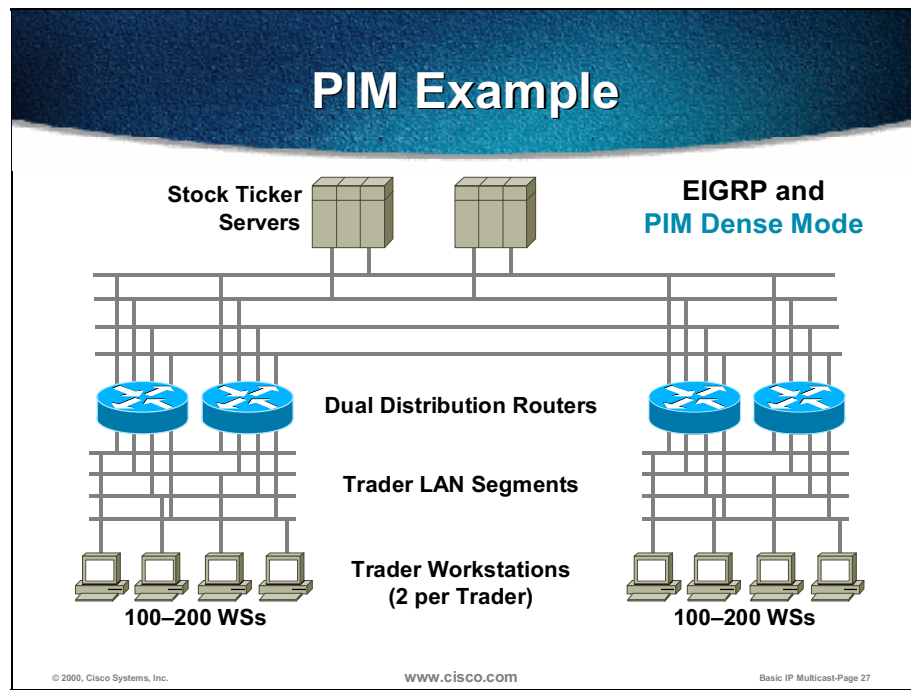 PIM Example
Stock Ticker
Servers
EIGRP and
PIM Dense Mode
Dual Distribution Routers
Trader LAN Segments
Trader Workstations
(2 per Trader)
100–200 WSs
100–200 WSs
© 2000, Cisco Systems, Inc.
www.cisco.com
Basic IP Multicast-Page 27